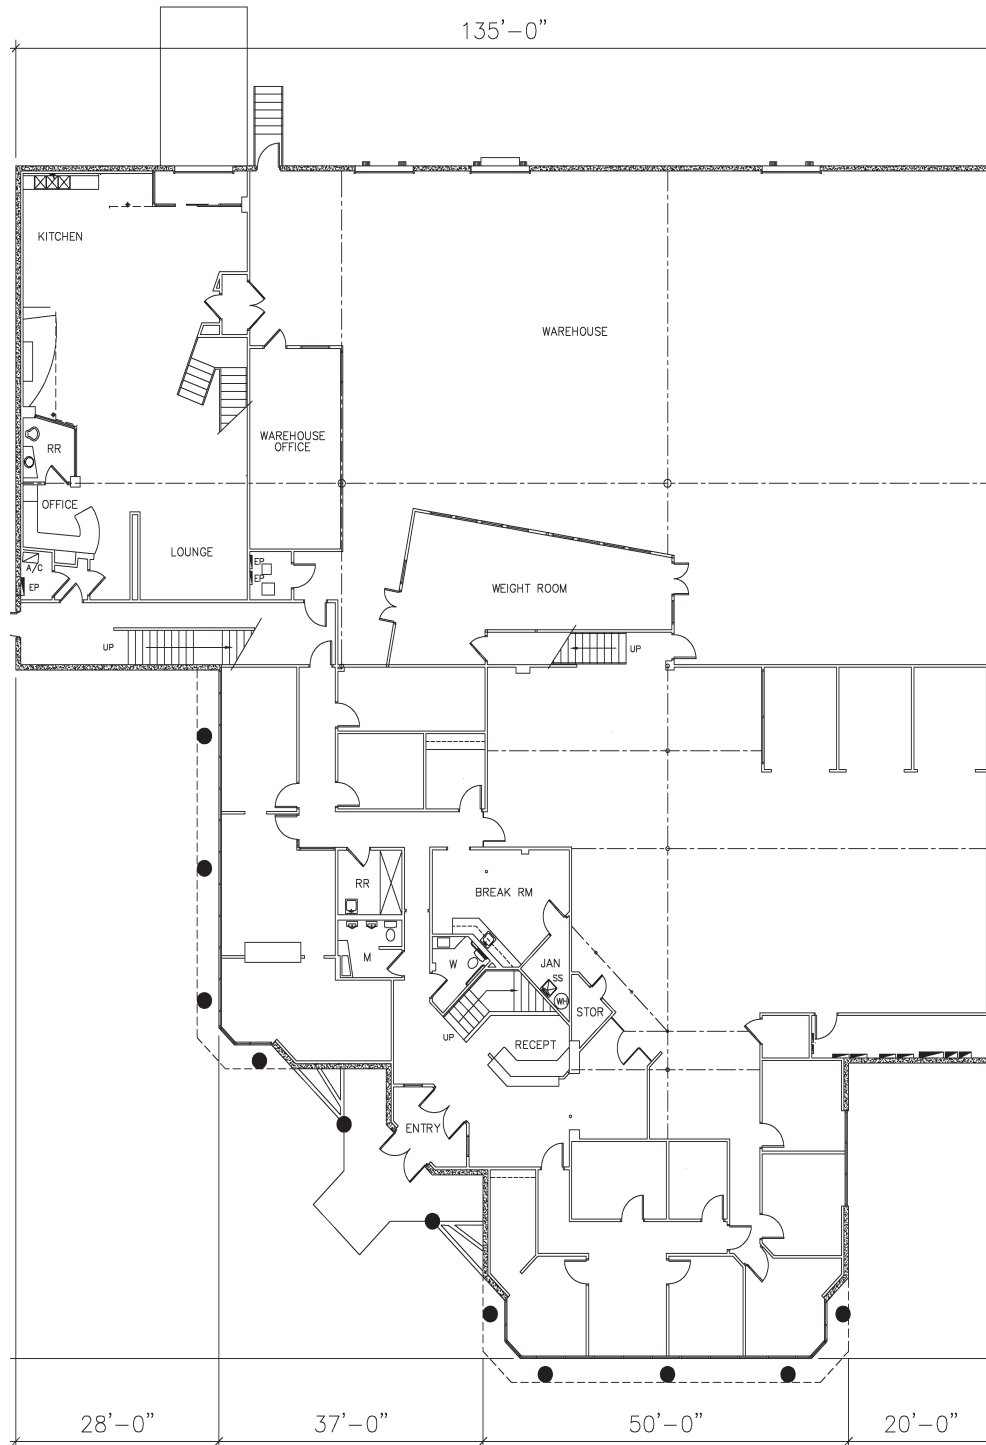 135'-0"
KITCHEN
WAREHOUSE
WAREHOUSE
OFFICE
RR
OFFICE
LOUNGE
A/C
EP
EP
EP
WEIGHT ROOM
UP
UP
RR
BREAK RM
M
W
JAN
SS
WH
STOR
UP
RECEPT
ENTRY
28'-0"
37'-0"
50'-0"
20'-0"